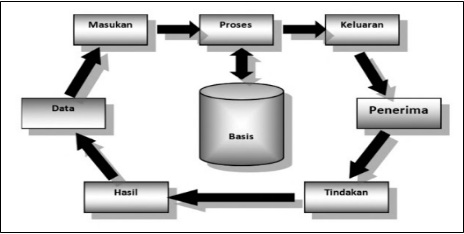 Masukan
Proses
Keluaran
Data
Basis
Penerima
Hasil
Tindakan